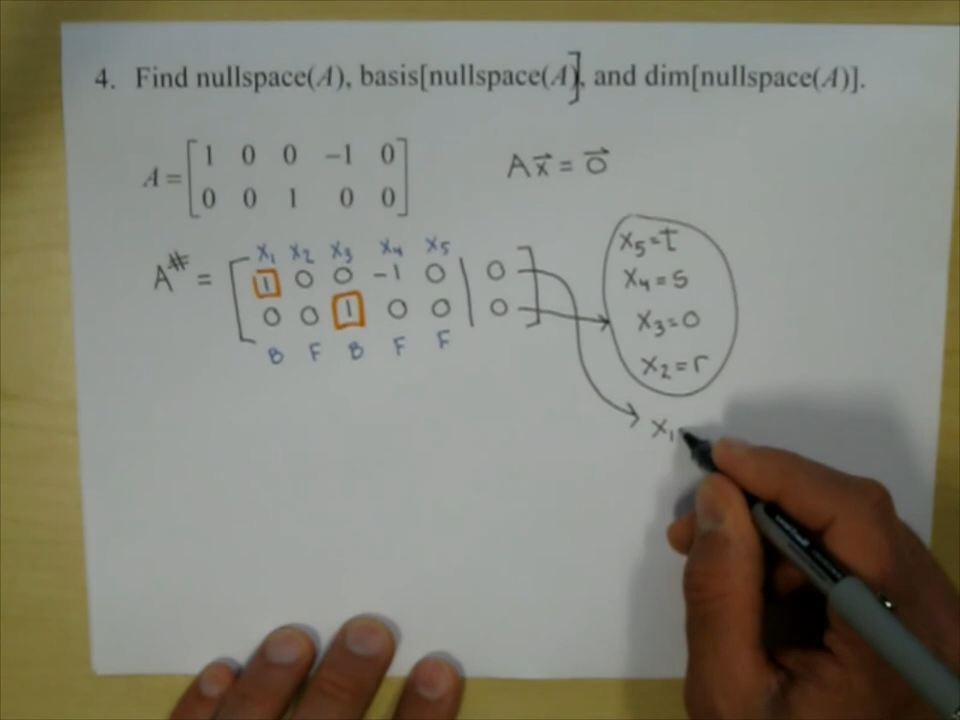 4. Find nullspace(A), basis[nullspace(A)], and dim[nullspace(A)].
A = [1 0 0 −1 0
0 0 1 0 0]
Ax⃗ = 0⃗
x₁ x₂ x₃ x₄ x₅
A# = [1 0 0 −1 0 | 0
0 0 1 0 0 | 0]
B F B F F
x₅=t
x₄=s
x₃=0
x₂=r
x₁